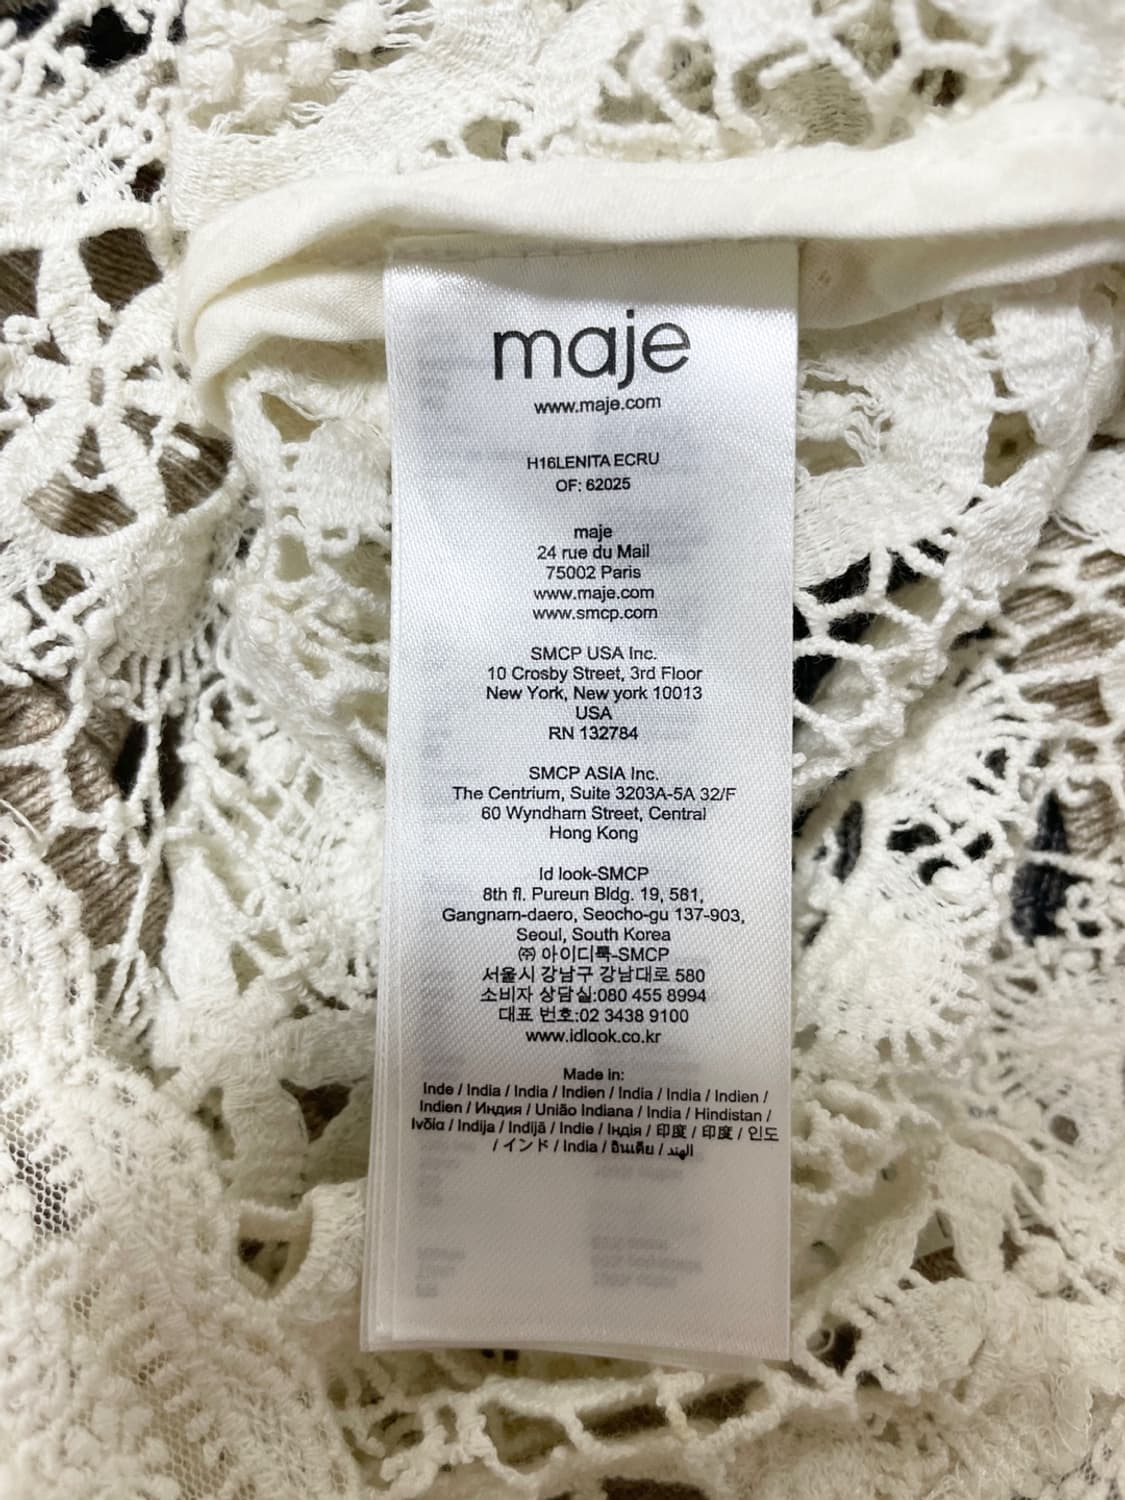 maje
www.maje.com
H16LENITA ECRU
OF: 62025
maje
24 rue du Mail
75002 Paris
www.maje.com
www.smcp.com
SMCP USA Inc.
10 Crosby Street, 3rd Floor
New York, New york 10013
USA
RN 132784
SMCP ASIA Inc.
The Centrium, Suite 3203A-5A 32/F
60 Wyndham Street, Central
Hong Kong
Id look-SMCP
8th fl. Pureun Bldg. 19, 581,
Gangnam-daero, Seocho-gu 137-903,
Seoul, South Korea
㈜ 아이디룩-SMCP
서울시 강남구 강남대로 580
소비자 상담실:080 455 8994
대표 번호:02 3438 9100
www.idlook.co.kr
Made in:
Inde / India / India / Indien / India / India / Indien /
Indien / Индия / União Indiana / India / Hindistan /
Ινδία / Indija / Indijā / Indie / Індія / 印度 / 印度 / 인도
/ インド / India / อินเดีย / الهند